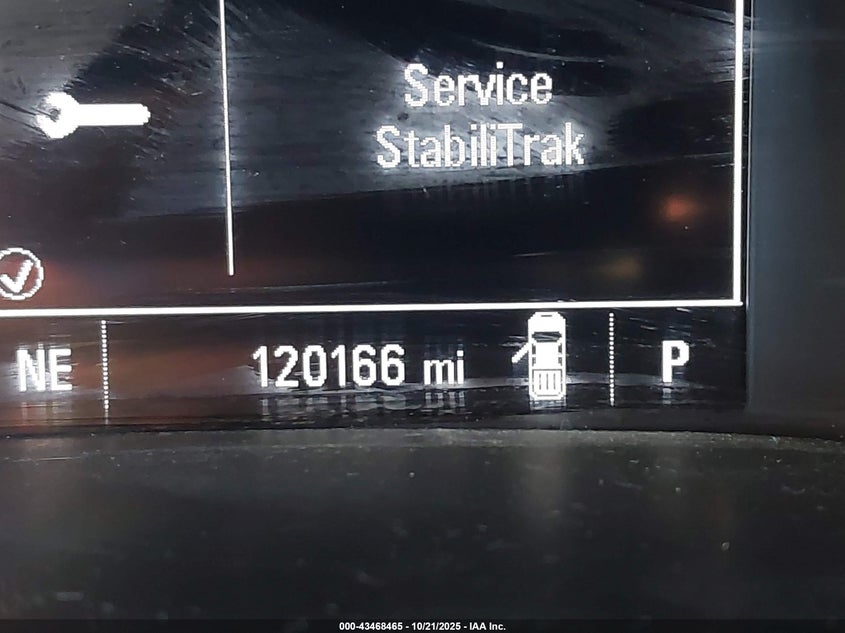 Service
StabiliTrak
NE 120166 mi P
000-43468465 - 10/21/2025 - IAA Inc.